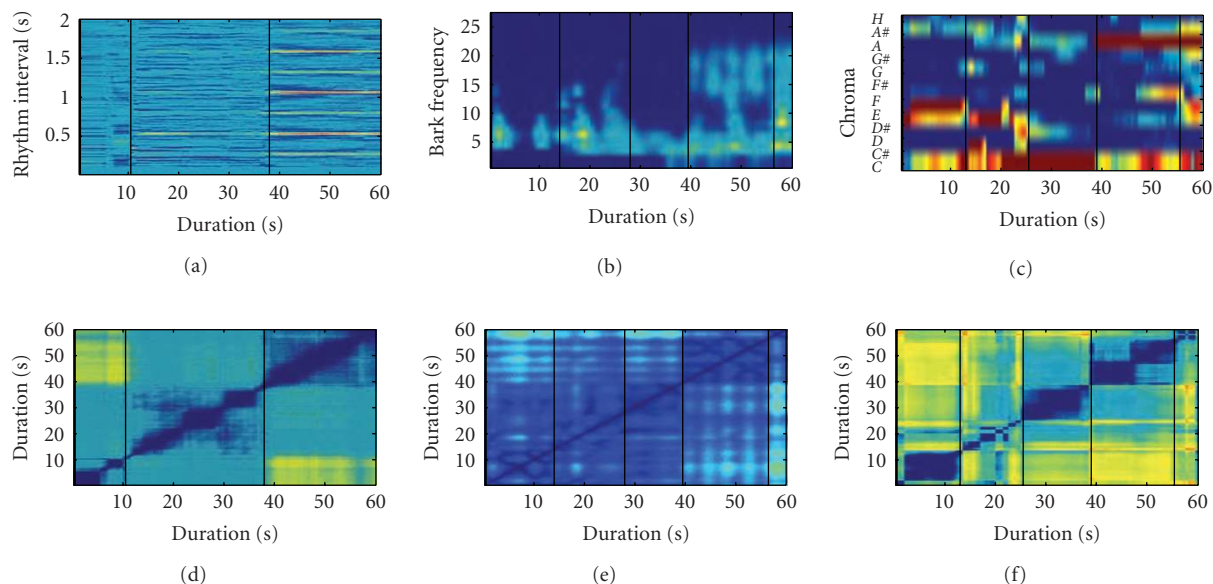 2
1.5
1
0.5
Rhythm interval (s)
10 20 30 40 50 60
Duration (s)
(a)
25
20
15
10
5
Bark frequency
10 20 30 40 50 60
Duration (s)
(b)
H
A#
A
G#
G
F#
F
E
D#
D
C#
C
Chroma
10 20 30 40 50 60
Duration (s)
(c)
60
50
40
30
20
10
Duration (s)
10 20 30 40 50 60
Duration (s)
(d)
60
50
40
30
20
10
Duration (s)
10 20 30 40 50 60
Duration (s)
(e)
60
50
40
30
20
10
Duration (s)
10 20 30 40 50 60
Duration (s)
(f)